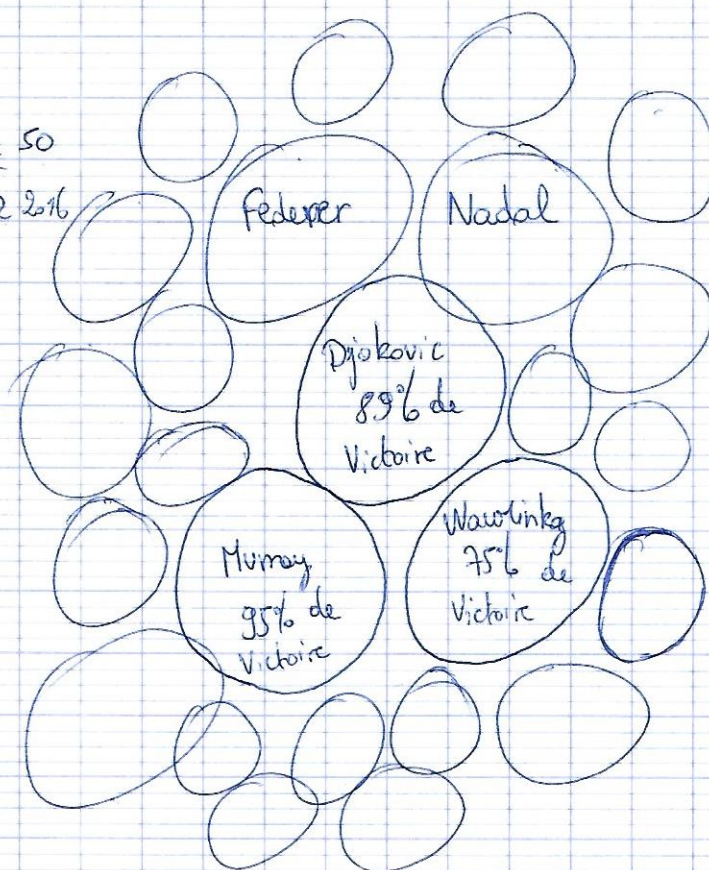 50
2016
Federer
Nadal
Djokovic
89% de
Victoire
Murray
95% de
Victoire
Wawrinka
75% de
Victoire